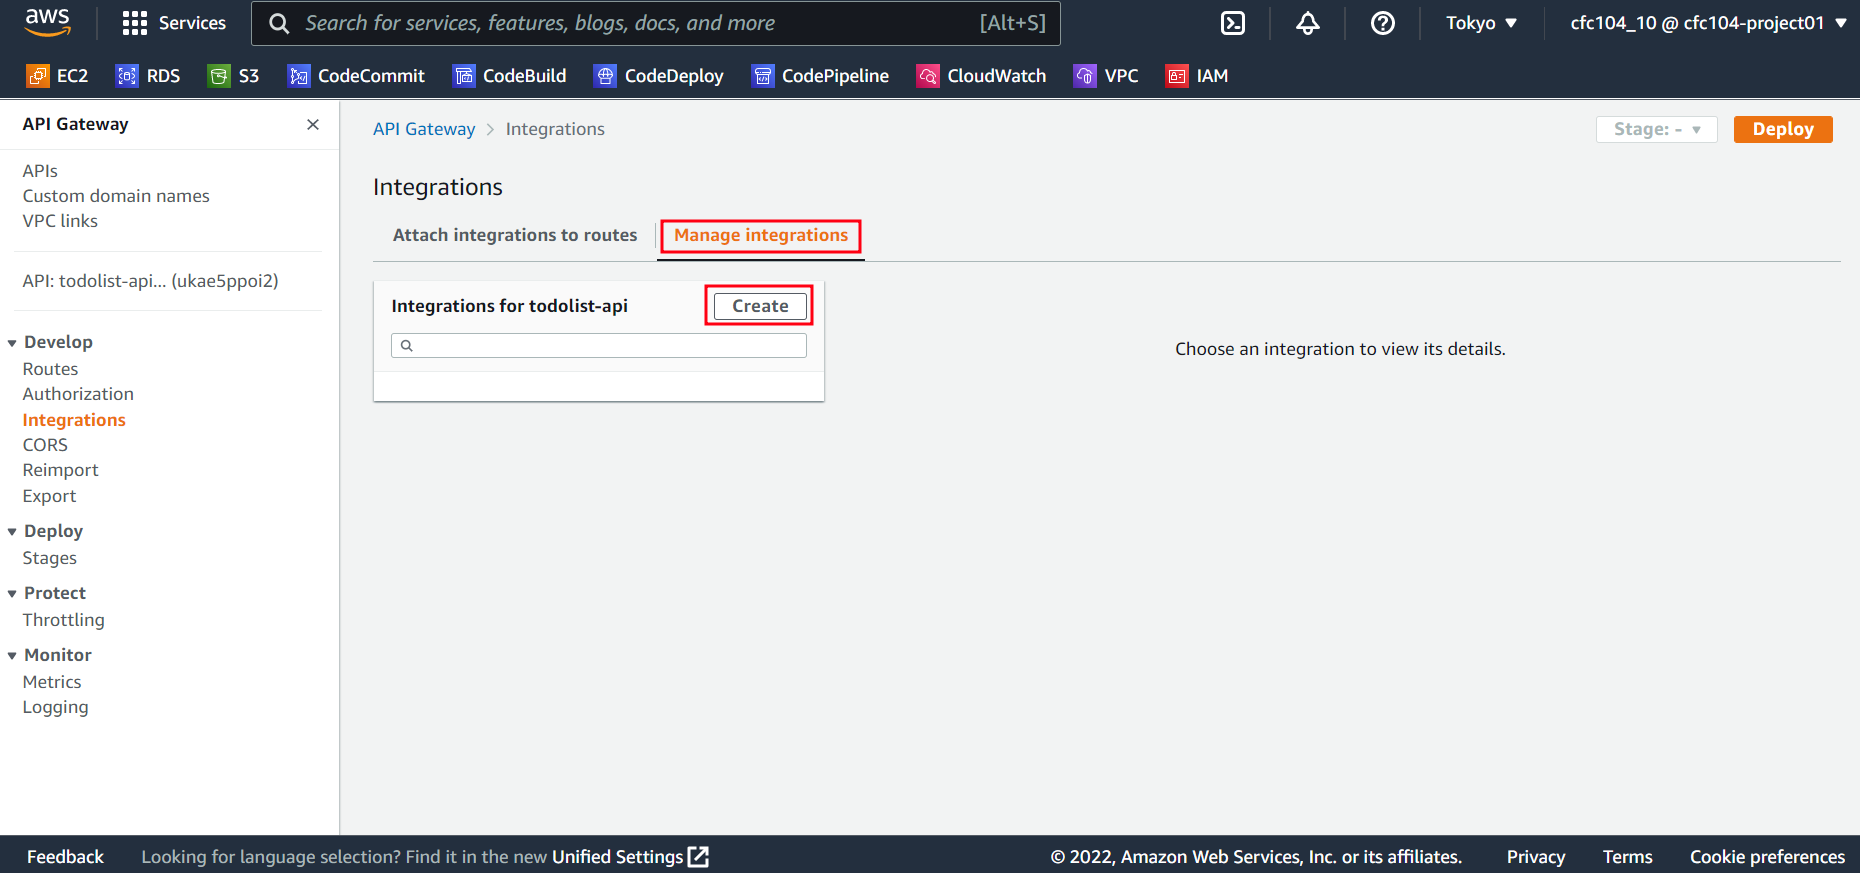 aws Services Search for services, features, blogs, docs, and more [Alt+S] Tokyo cfc104_10 @ cfc104-project01
EC2 RDS S3 CodeCommit CodeBuild CodeDeploy CodePipeline CloudWatch VPC IAM
API Gateway
APIs
Custom domain names
VPC links
API: todolist-api... (ukae5ppoi2)
Develop
Routes
Authorization
Integrations
CORS
Reimport
Export
Deploy
Stages
Protect
Throttling
Monitor
Metrics
Logging
API Gateway > Integrations
Stage: -
Deploy
Integrations
Attach integrations to routes
Manage integrations
Integrations for todolist-api
Create
Choose an integration to view its details.
Feedback Looking for language selection? Find it in the new Unified Settings © 2022, Amazon Web Services, Inc. or its affiliates. Privacy Terms Cookie preferences